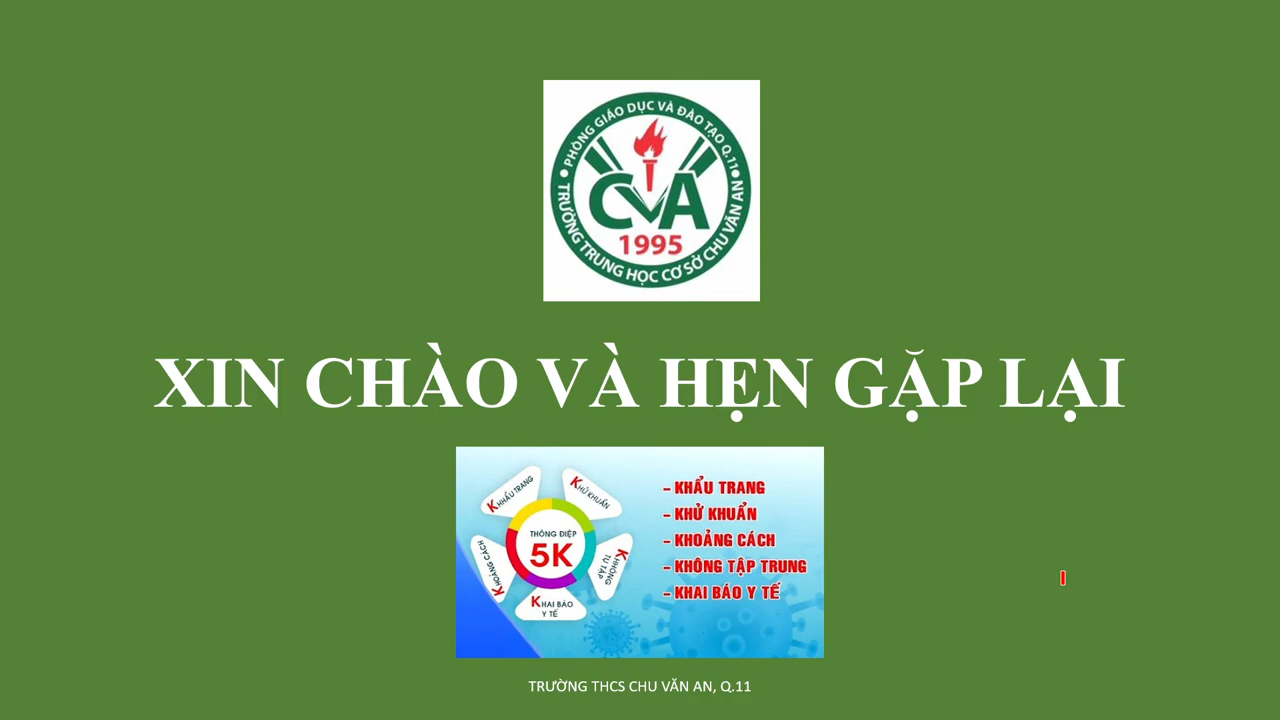 PHÒNG GIÁO DỤC VÀ ĐÀO TẠO Q.11
CVA
1995
TRƯỜNG TRUNG HỌC CƠ SỞ CHU VĂN AN
XIN CHÀO VÀ HẸN GẶP LẠI
KHẨU TRANG
KHỬ KHUẨN
KHOẢNG CÁCH
THÔNG ĐIỆP
5K
KHÔNG
TỤ TẬP
KHAI BÁO
Y TẾ
– KHẨU TRANG
– KHỬ KHUẨN
– KHOẢNG CÁCH
– KHÔNG TẬP TRUNG
– KHAI BÁO Y TẾ
TRƯỜNG THCS CHU VĂN AN, Q.11